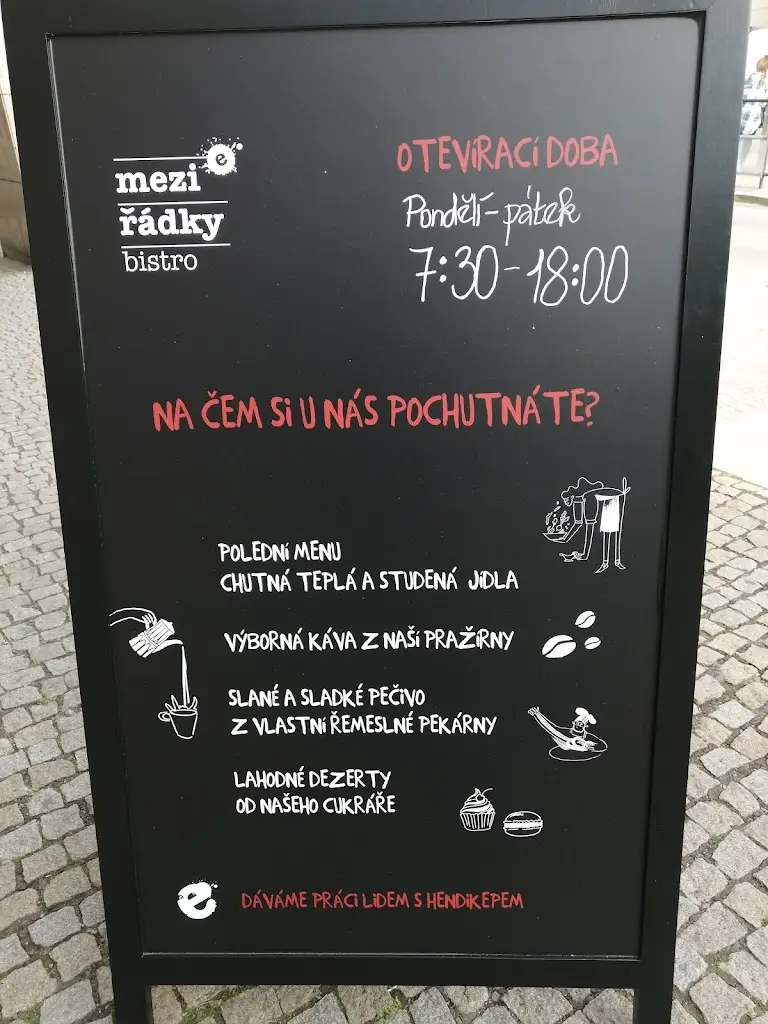 mezi e
řádky
bistro
OTEVÍRACÍ DOBA
Pondělí - pátek
7:30 - 18:00
NA ČEM SI U NÁS POCHUTNÁTE?
POLEDNÍ MENU
CHUTNÁ TEPLÁ A STUDENÁ JÍDLA
VÝBORNÁ KÁVA Z NAŠÍ PRAŽÍRNY
SLANÉ A SLADKÉ PEČIVO
Z VLASTNÍ ŘEMESLNÉ PEKÁRNY
LAHODNÉ DEZERTY
OD NAŠEHO CUKRÁŘE
e DÁVÁME PRÁCI LIDEM S HENDIKEPEM